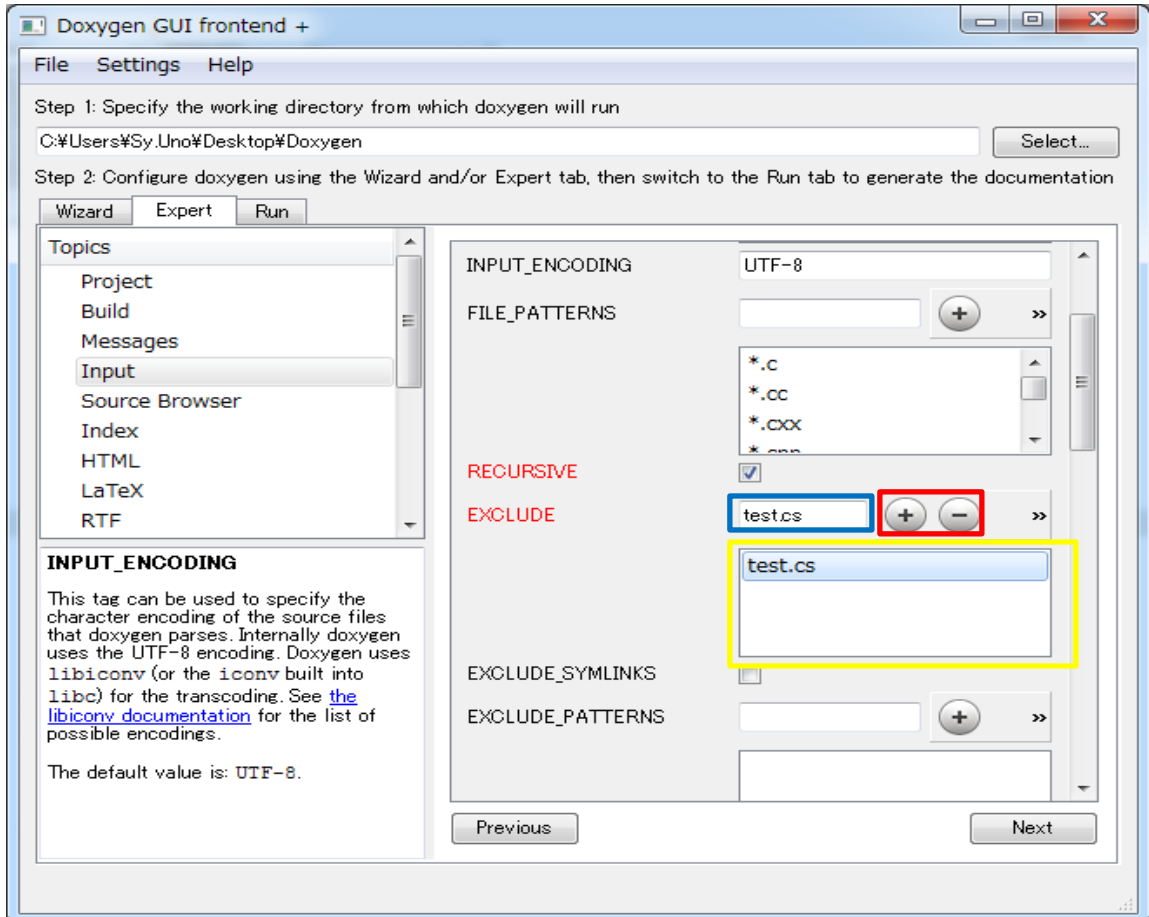 Doxygen GUI frontend +
File Settings Help
Step 1: Specify the working directory from which doxygen will run
C:¥Users¥Sy.Uno¥Desktop¥Doxygen
Select...
Step 2: Configure doxygen using the Wizard and/or Expert tab, then switch to the Run tab to generate the documentation
Wizard Expert Run
Topics
Project
Build
Messages
Input
Source Browser
Index
HTML
LaTeX
RTF
INPUT_ENCODING
This tag can be used to specify the
character encoding of the source files
that doxygen parses. Internally doxygen
uses the UTF-8 encoding. Doxygen uses
libiconv (or the iconv built into
libc) for the transcoding. See the
libiconv documentation for the list of
possible encodings.
The default value is: UTF-8.
INPUT_ENCODING UTF-8
FILE_PATTERNS + »
*.c
*.cc
*.cxx
RECURSIVE
EXCLUDE test.cs + − »
test.cs
EXCLUDE_SYMLINKS
EXCLUDE_PATTERNS + »
Previous
Next